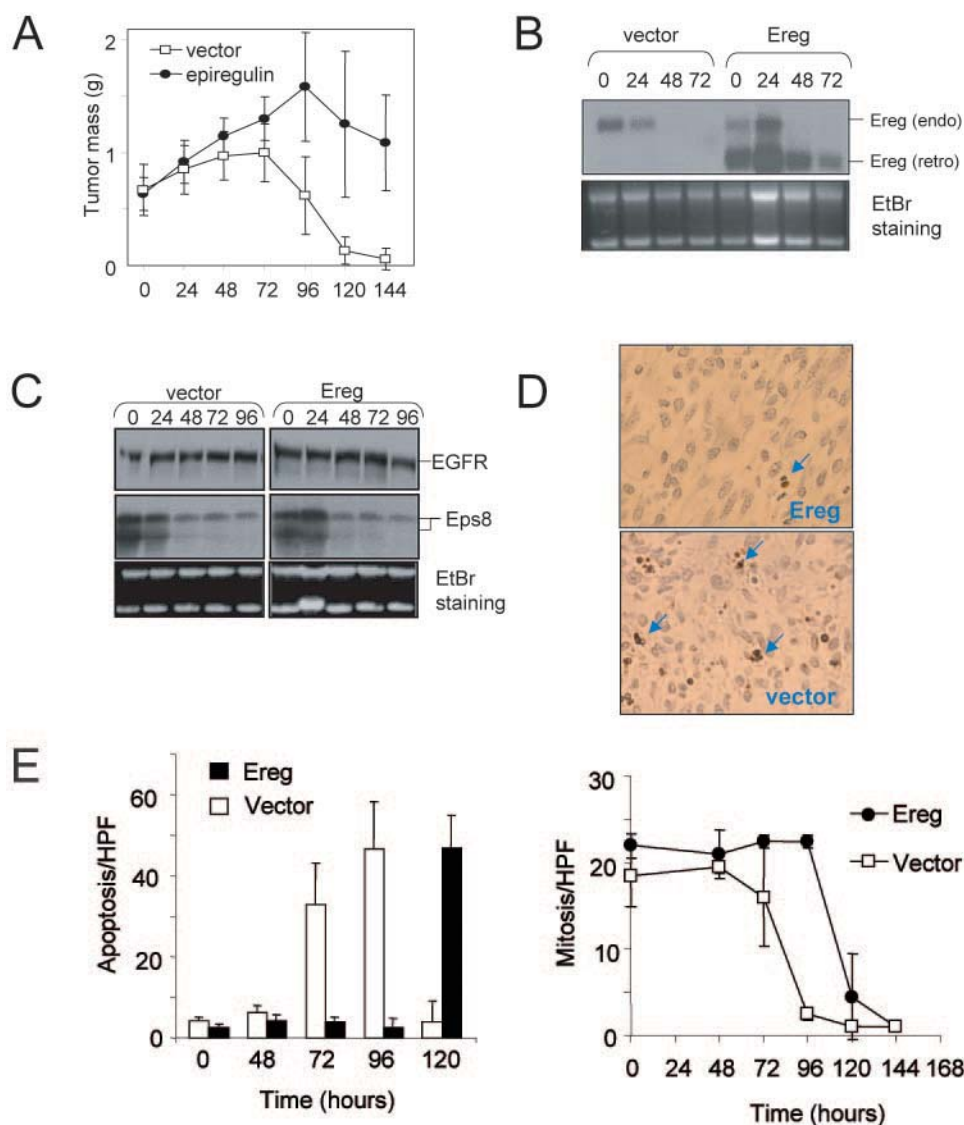 A
2
1
0
Tumor mass (g)
vector
epiregulin
0 24 48 72 96 120 144
B
vector Ereg
0 24 48 72 0 24 48 72
Ereg (endo)
Ereg (retro)
EtBr
staining
C
vector Ereg
0 24 48 72 96 0 24 48 72 96
EGFR
Eps8
EtBr
staining
D
Ereg
vector
E
Ereg
Vector
60
40
20
0
Apoptosis/HPF
0 48 72 96 120
Time (hours)
30
20
10
0
Mitosis/HPF
Ereg
Vector
0 24 48 72 96 120 144 168
Time (hours)